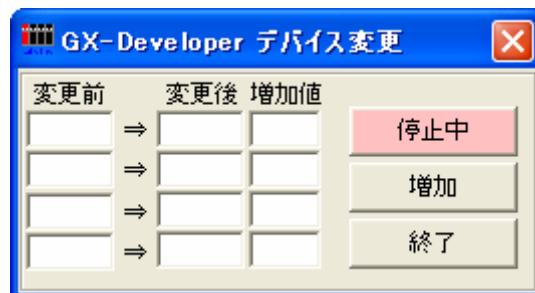 GX-Developer デバイス変更
変更前 変更後 増加値
⇒ 停止中
⇒ 増加
⇒
⇒ 終了